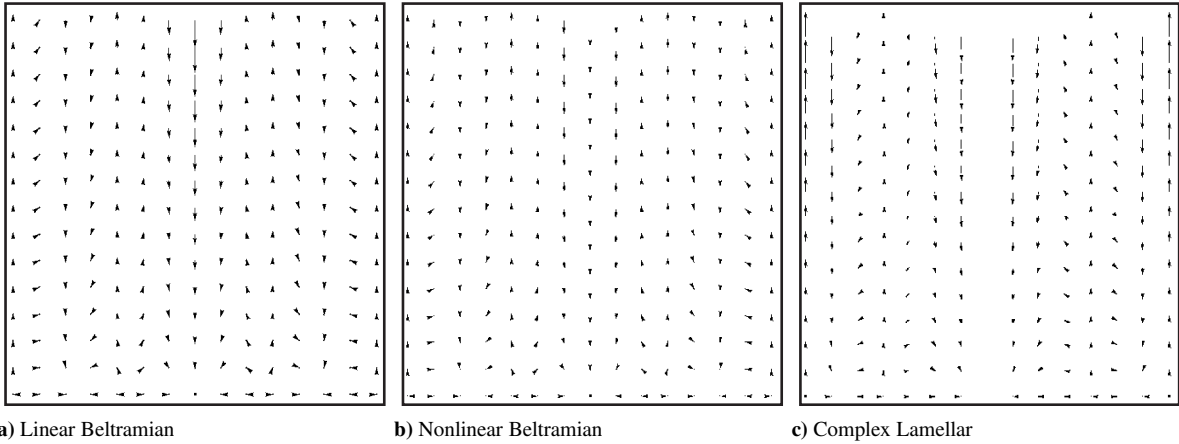 a) Linear Beltramian
b) Nonlinear Beltramian
c) Complex Lamellar